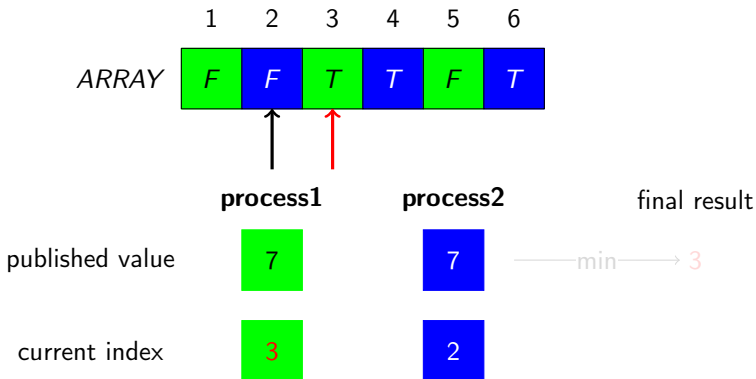 1 2 3 4 5 6
ARRAY F F T T F T
process1 process2 final result
published value 7 7 min 3
current index 3 2